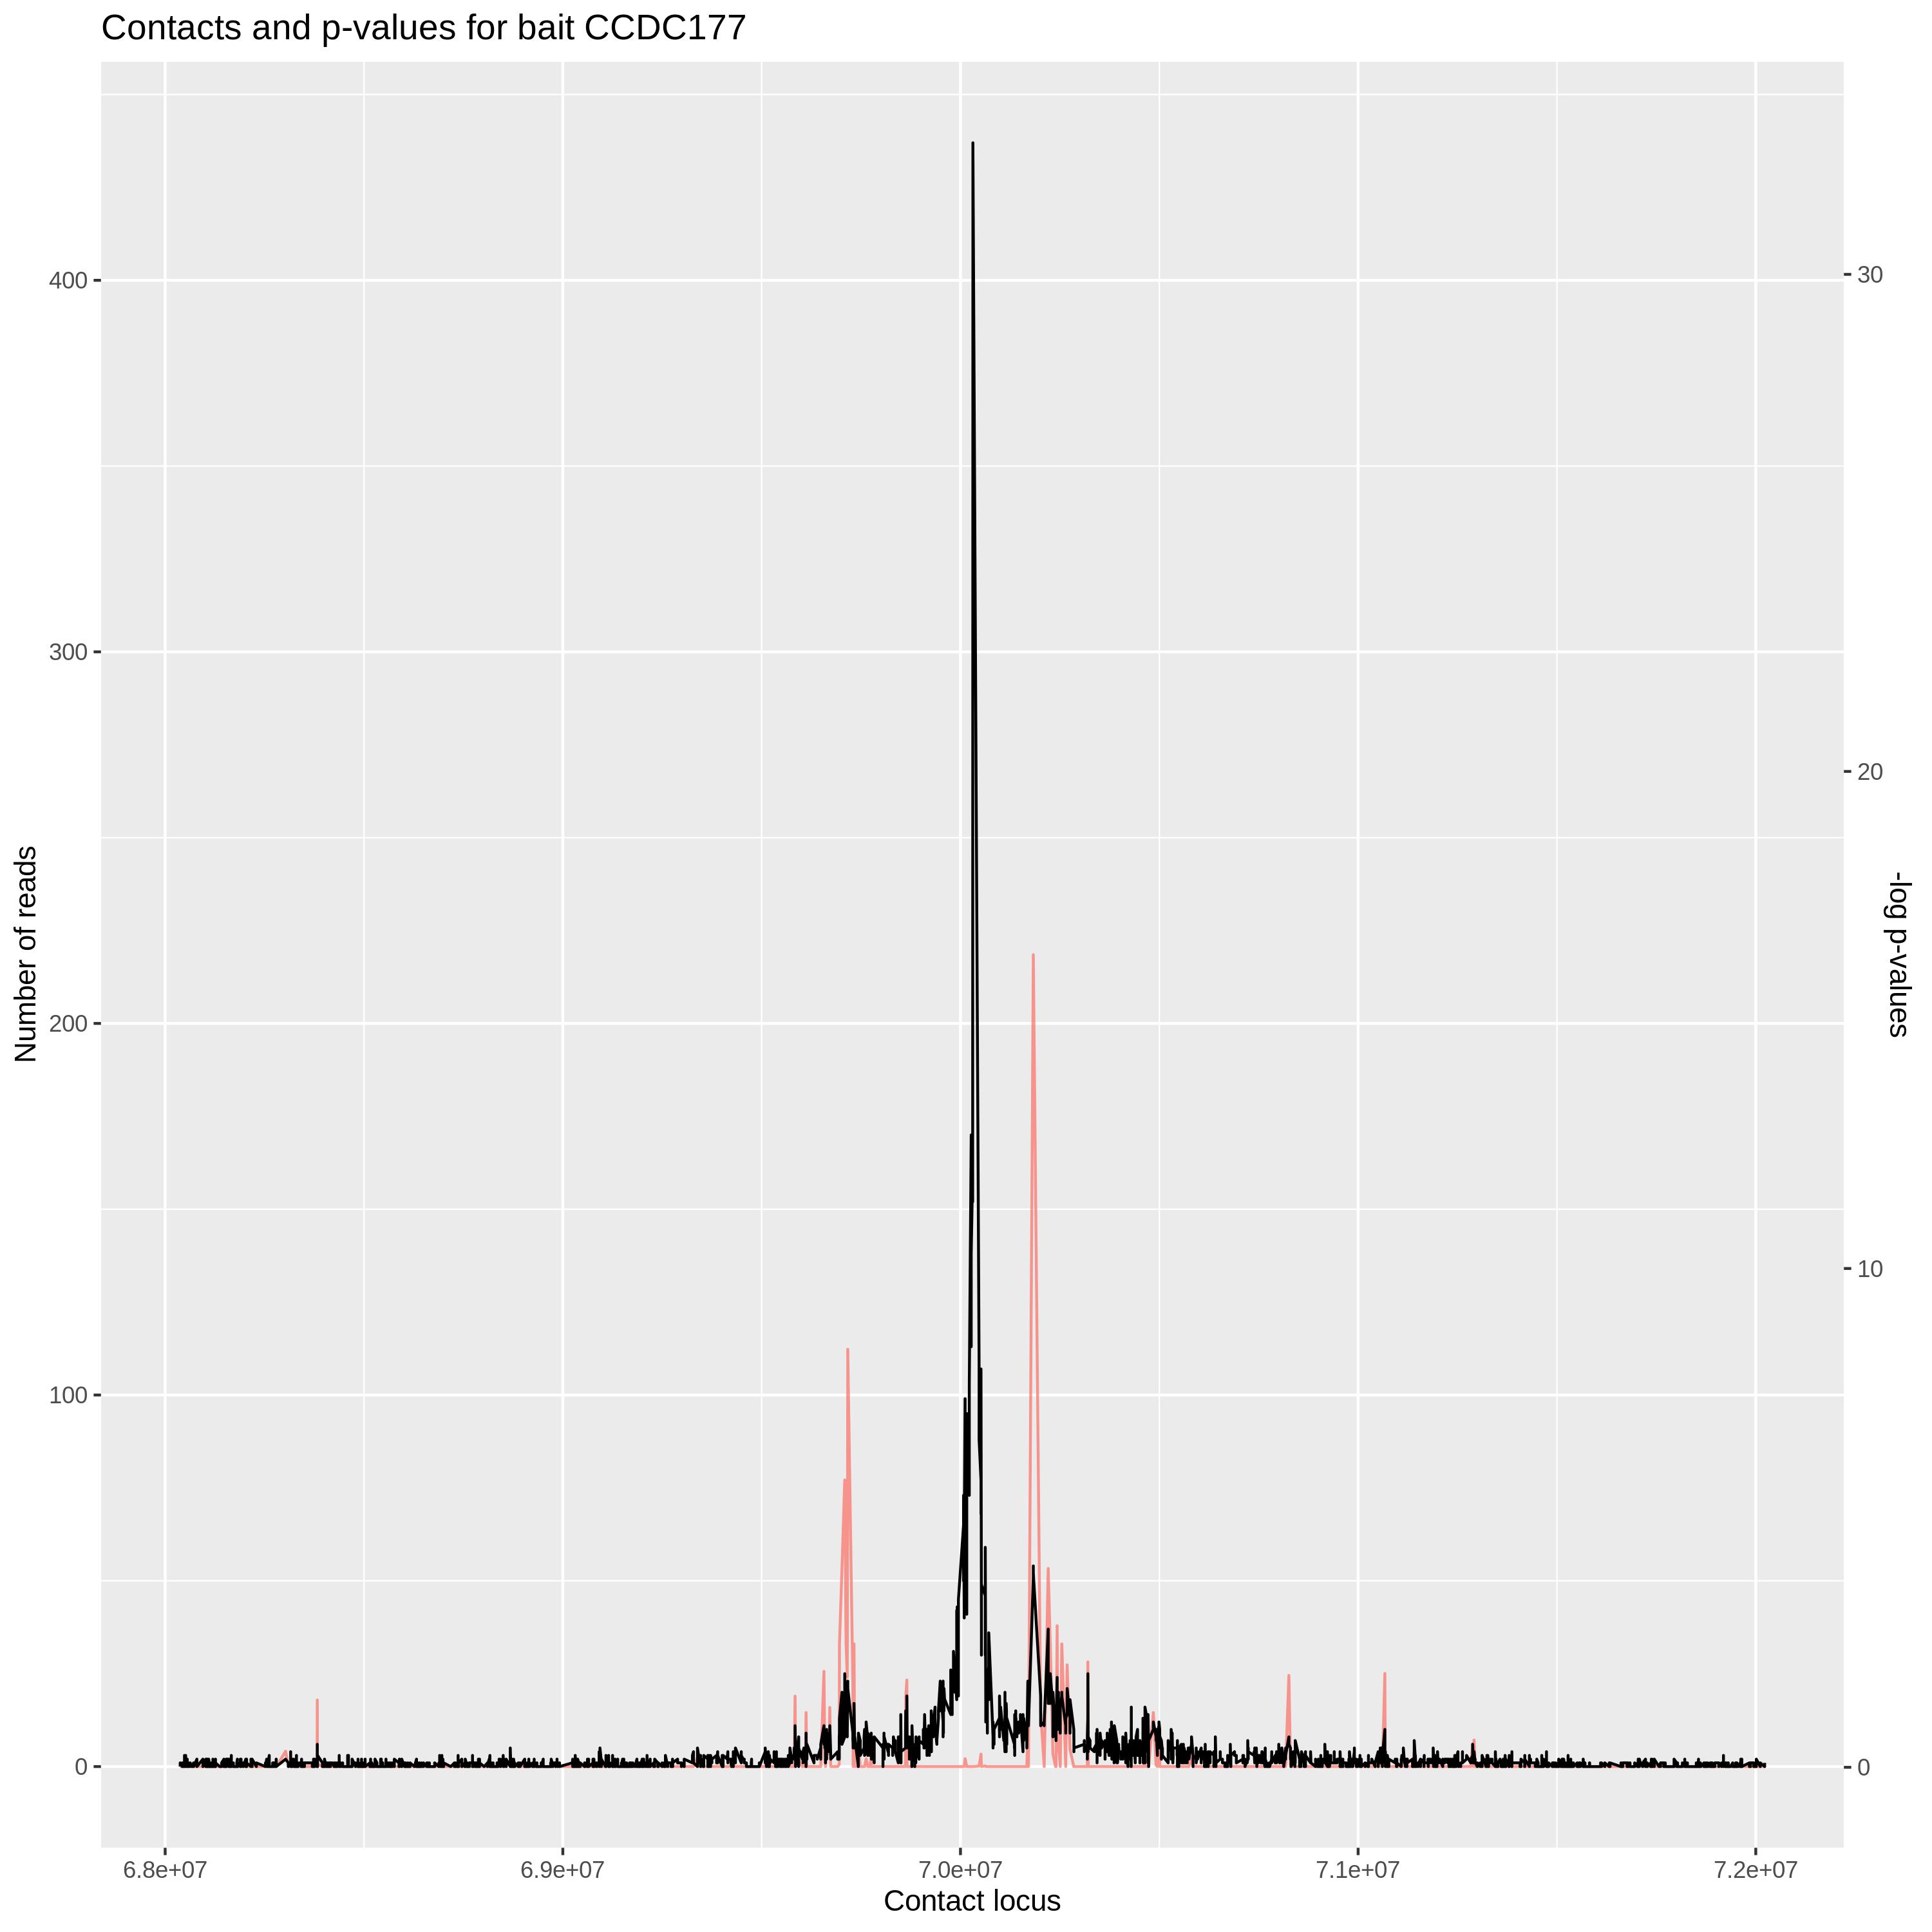 Contacts and p-values for bait CCDC177
Number of reads
400
300
200
100
0
30
20
10
0
-log p-values
6.8e+07 6.9e+07 7.0e+07 7.1e+07 7.2e+07
Contact locus